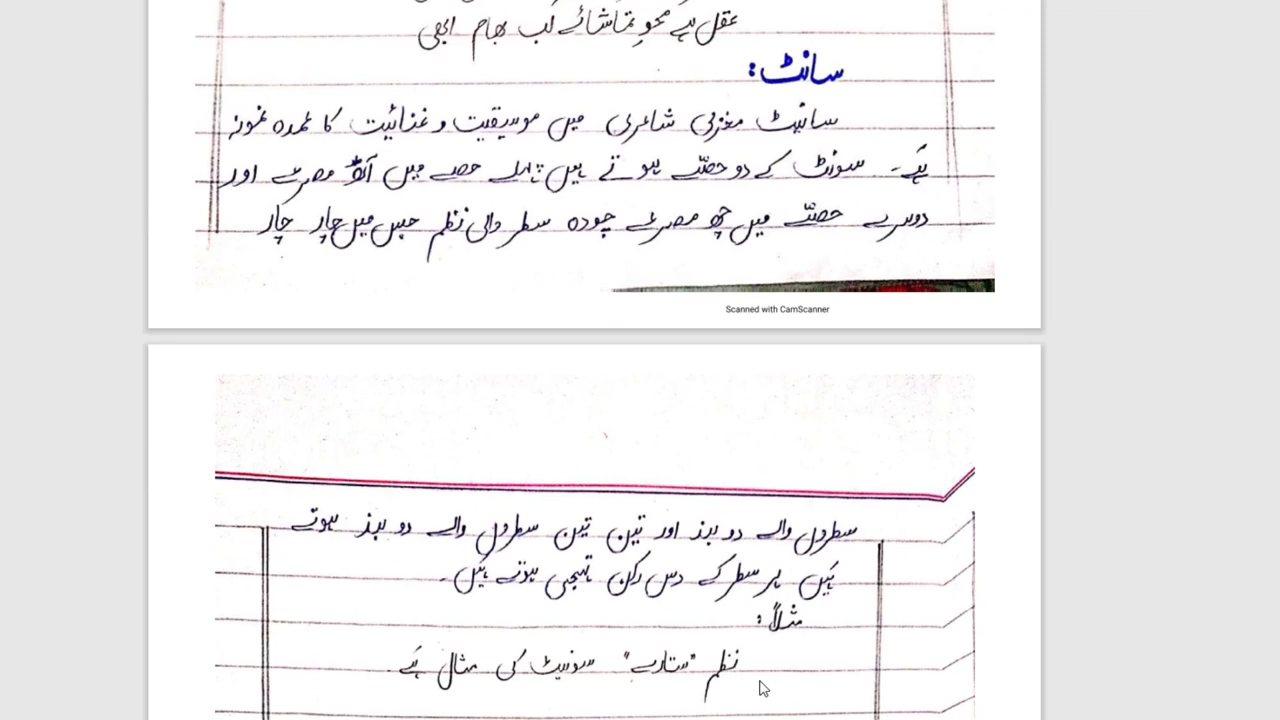 عقل ہے محوِ تماشائے لب بام ابھی
سانٹ:
سانیٹ مغربی شاعری میں موسیقیت و غنائیت کا عمدہ نمونہ
ہے۔ سونٹ کے دو حصّے ہوتے ہیں پہلے حصے میں آٹھ مصرعے اور
دوسرے حصّے میں چھ مصرعے چودہ سطر والی نظم جس میں چار چار
Scanned with CamScanner
سطروں والے دو بند اور تین تین سطروں والے دو بند ہوتے
ہیں ہر سطر کے دس رکن تہجی ہوتے ہیں۔
مثلاً:
نظم "ستارے" سونیٹ کی مثال ہے